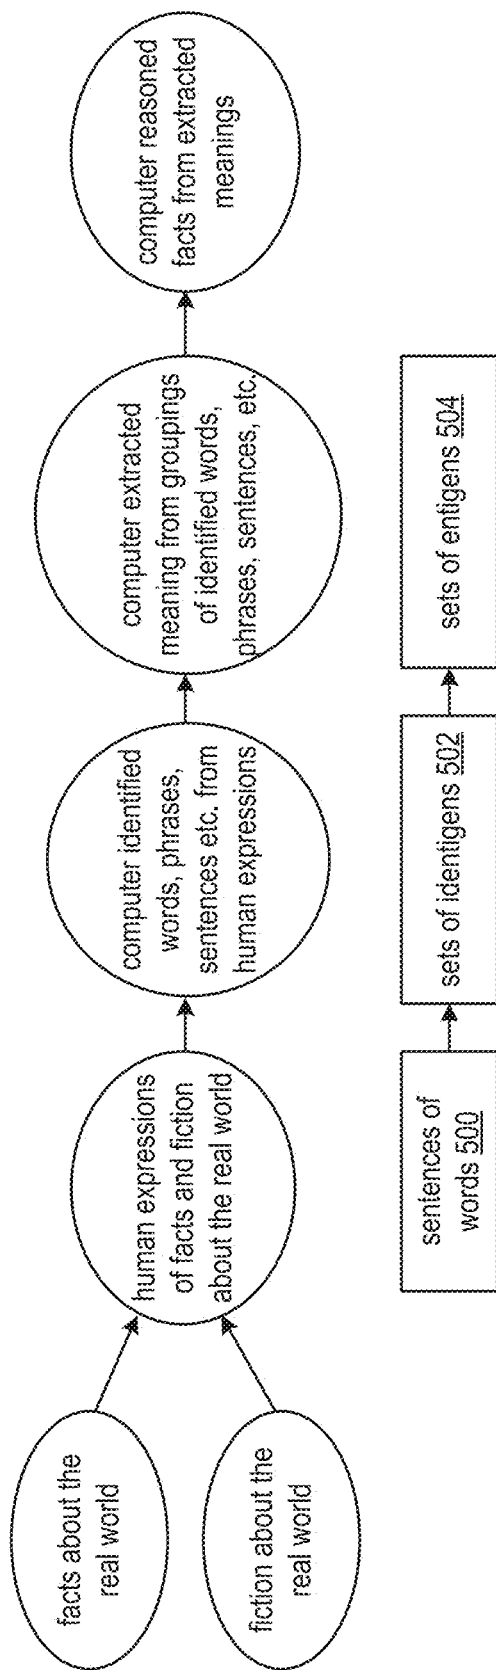 facts about the
real world
fiction about the
real world
human expressions
of facts and fiction
about the real world
computer identified
words, phrases,
sentences etc. from
human expressions
computer extracted
meaning from groupings
of identified words,
phrases, sentences, etc.
computer reasoned
facts from extracted
meanings
sentences of
words 500
sets of identigens 502
sets of entigens 504